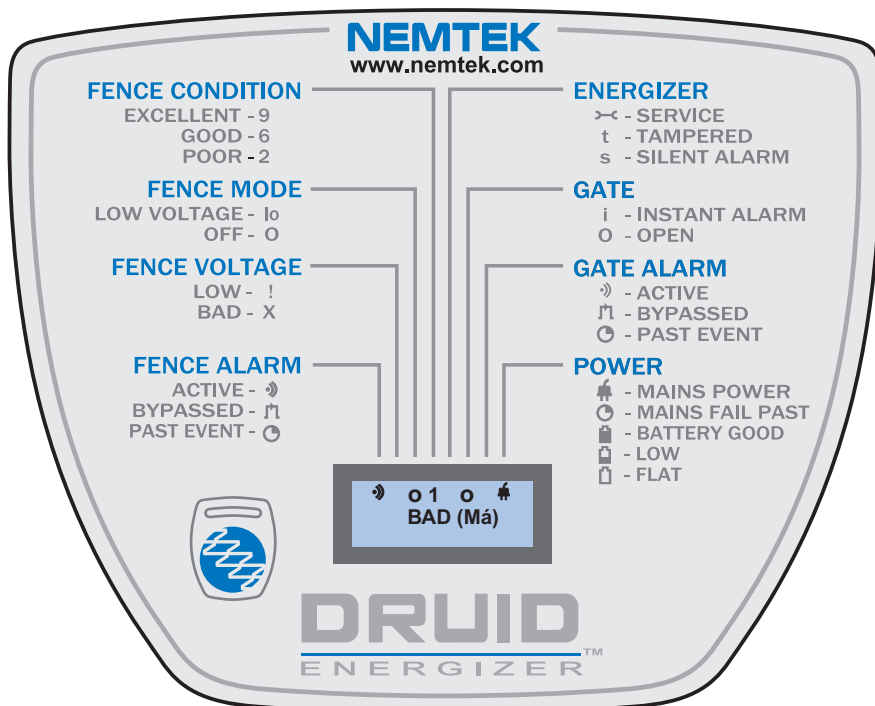 NEMTEK
www.nemtek.com
FENCE CONDITION
EXCELLENT - 9
GOOD - 6
POOR - 2
FENCE MODE
LOW VOLTAGE - lo
OFF - O
FENCE VOLTAGE
LOW - !
BAD - X
FENCE ALARM
ACTIVE -
BYPASSED -
PAST EVENT -
ENERGIZER
- SERVICE
t - TAMPERED
s - SILENT ALARM
GATE
i - INSTANT ALARM
O - OPEN
GATE ALARM
- ACTIVE
- BYPASSED
- PAST EVENT
POWER
- MAINS POWER
- MAINS FAIL PAST
- BATTERY GOOD
- LOW
- FLAT
o 1 o
BAD (Má)
DRUID
ENERGIZER™